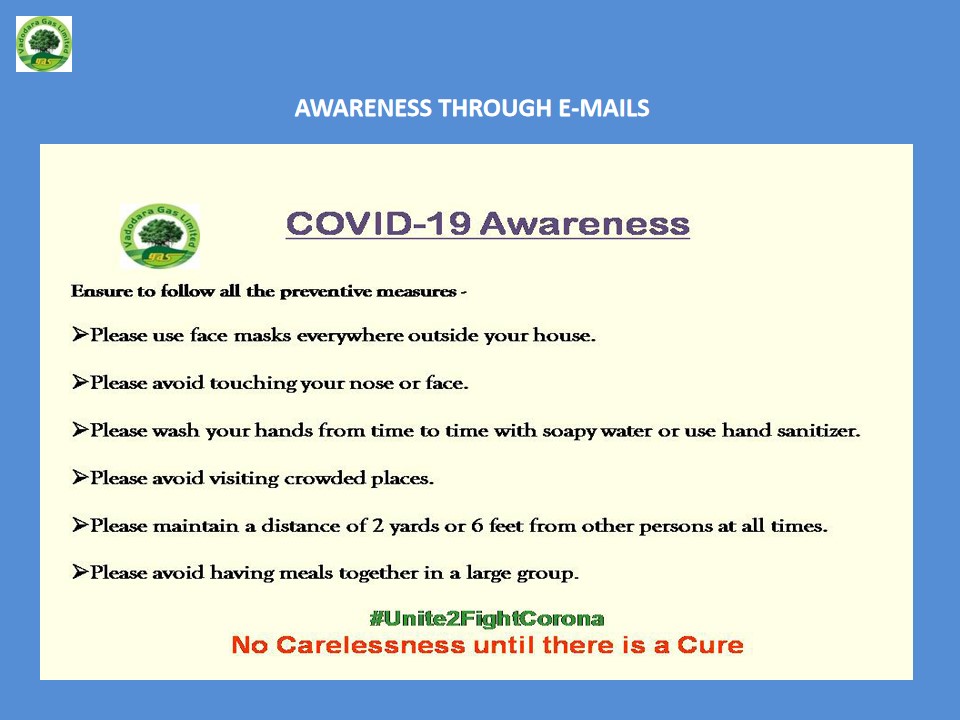 Vadodara Gas Limited
gas
AWARENESS THROUGH E-MAILS
Vadodara Gas Limited
gas
COVID-19 Awareness
Ensure to follow all the preventive measures -
➢Please use face masks everywhere outside your house.
➢Please avoid touching your nose or face.
➢Please wash your hands from time to time with soapy water or use hand sanitizer.
➢Please avoid visiting crowded places.
➢Please maintain a distance of 2 yards or 6 feet from other persons at all times.
➢Please avoid having meals together in a large group.
#Unite2FightCorona
No Carelessness until there is a Cure